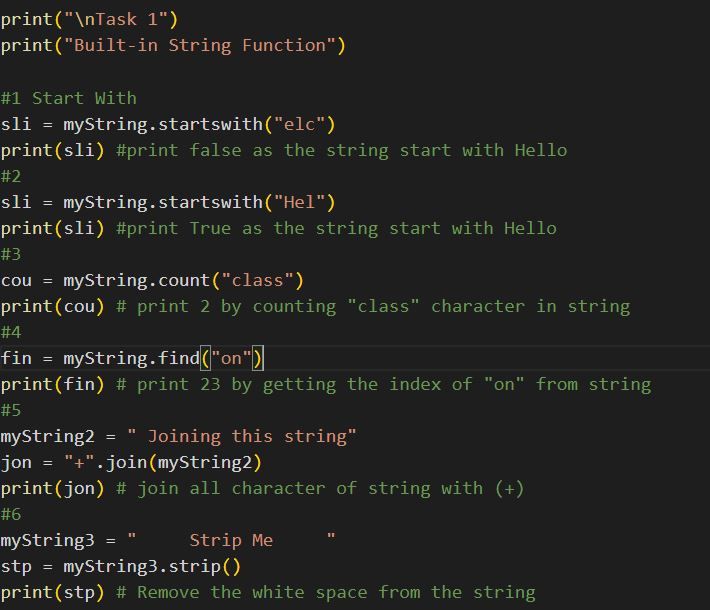 print("\nTask 1")
print("Built-in String Function")

#1 Start With
sli = myString.startswith("elc")
print(sli) #print false as the string start with Hello
#2
sli = myString.startswith("Hel")
print(sli) #print True as the string start with Hello
#3
cou = myString.count("class")
print(cou) # print 2 by counting "class" character in string
#4
fin = myString.find("on")
print(fin) # print 23 by getting the index of "on" from string
#5
myString2 = " Joining this string"
jon = "+".join(myString2)
print(jon) # join all character of string with (+)
#6
myString3 = "     Strip Me     "
stp = myString3.strip()
print(stp) # Remove the white space from the string